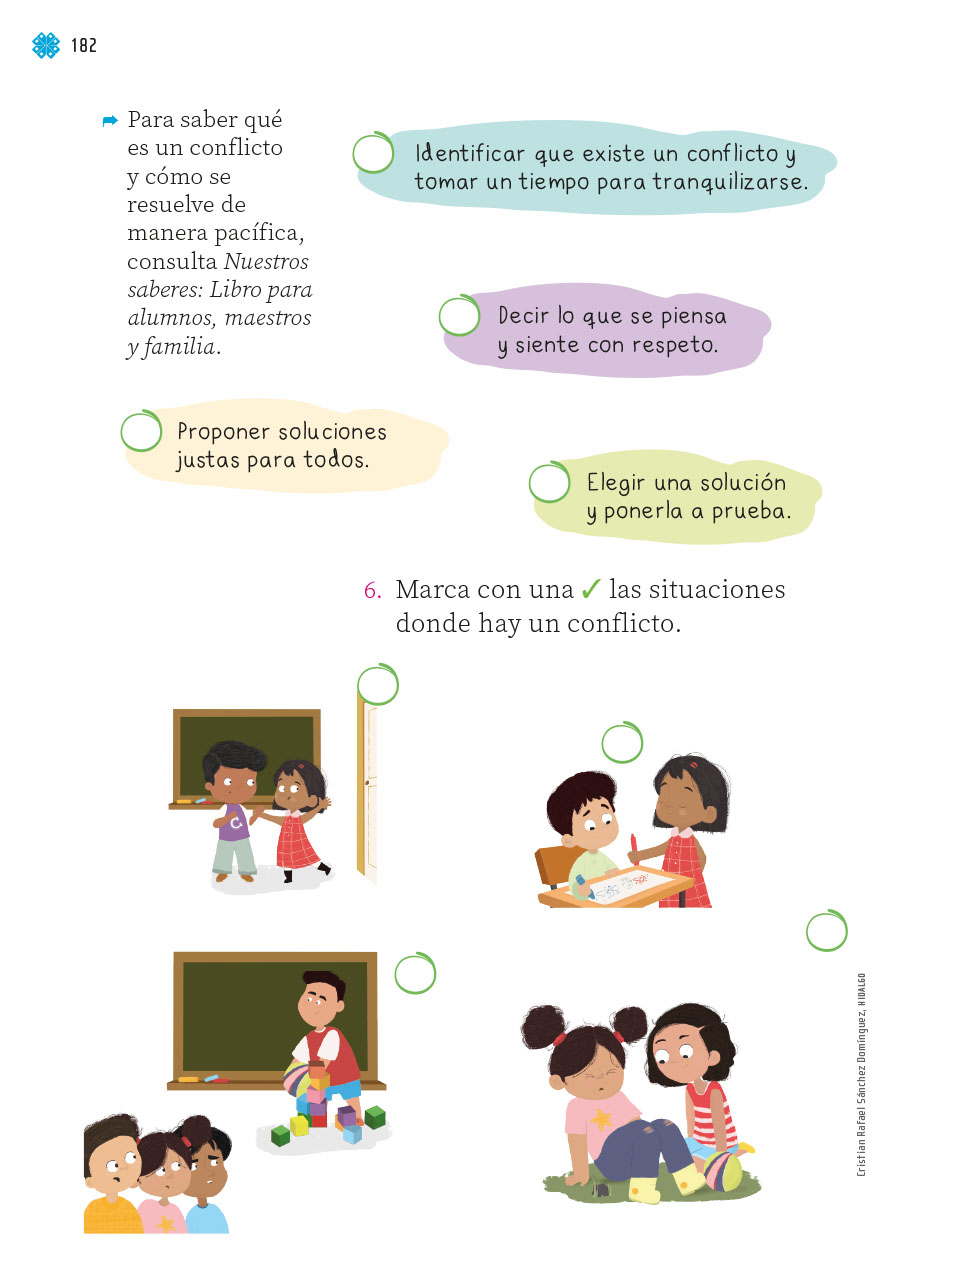 182
Para saber qué
es un conflicto
y cómo se
resuelve de
manera pacífica,
consulta Nuestros
saberes: Libro para
alumnos, maestros
y familia.
Identificar que existe un conflicto y
tomar un tiempo para tranquilizarse.
Decir lo que se piensa
y siente con respeto.
Proponer soluciones
justas para todos.
Elegir una solución
y ponerla a prueba.
6. Marca con una ✓ las situaciones
donde hay un conflicto.
Cristian Rafael Sánchez Domínguez, HIDALGO